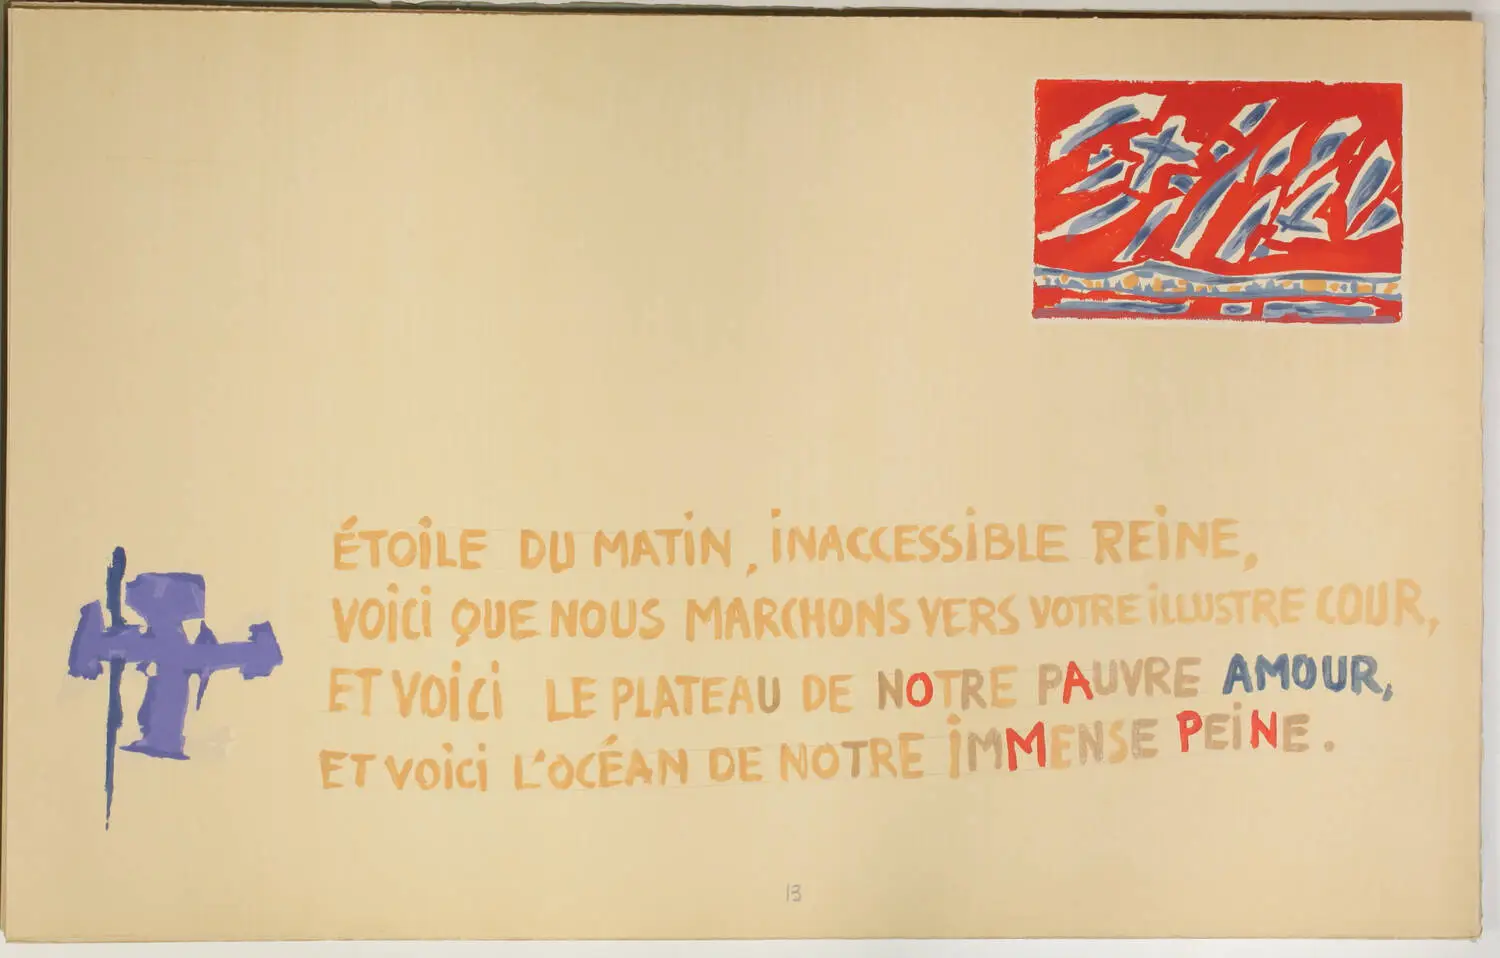 ÉTOILE DU MATIN, INACCESSIBLE REINE,
VOICI QUE NOUS MARCHONS VERS VOTRE ILLUSTRE COUR,
ET VOICI LE PLATEAU DE NOTRE PAUVRE AMOUR,
ET VOICI L'OCÉAN DE NOTRE IMMENSE PEINE.
13